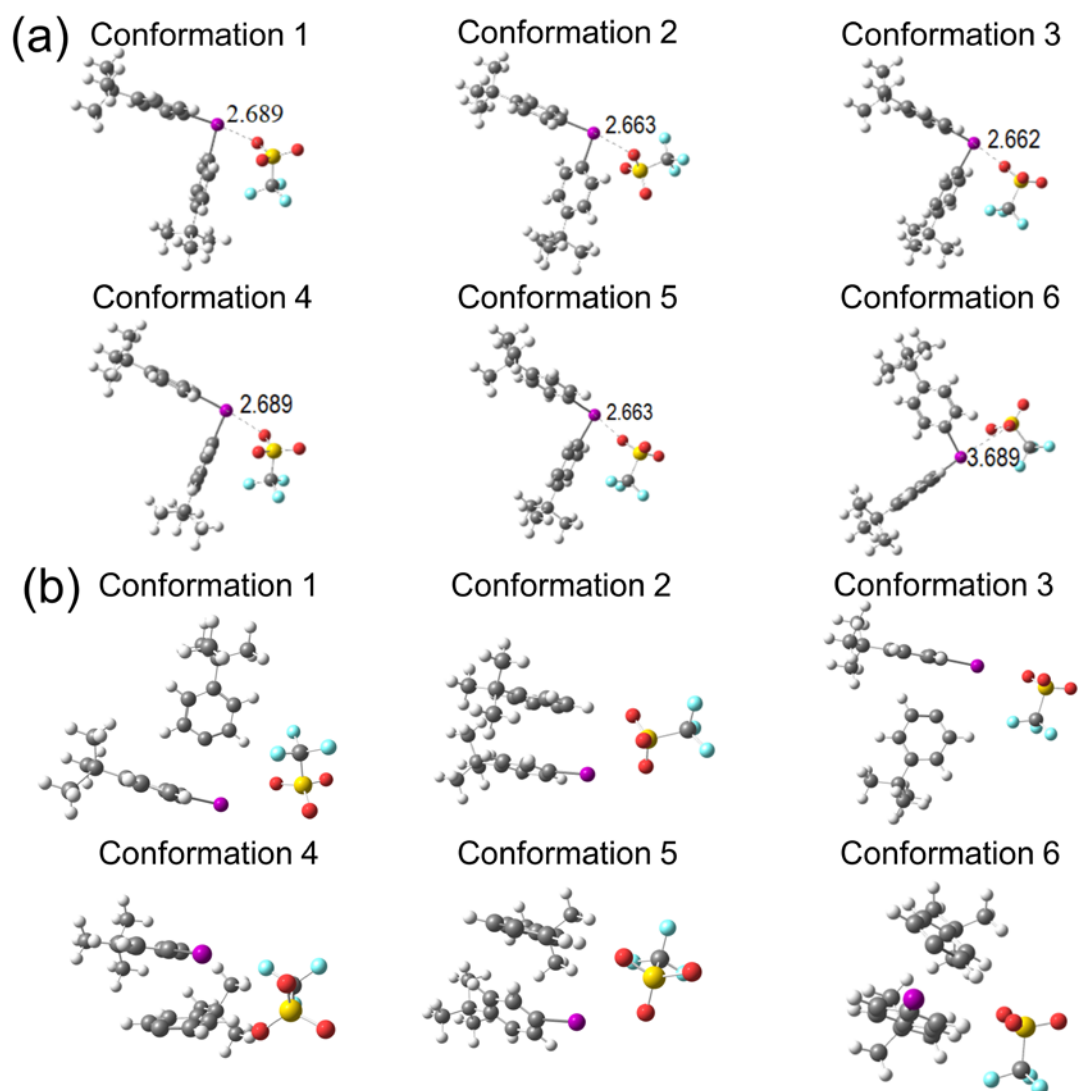 (a)
Conformation 1
Conformation 2
Conformation 3
2.689
2.663
2.662
Conformation 4
Conformation 5
Conformation 6
2.689
2.663
3.689
(b)
Conformation 1
Conformation 2
Conformation 3
Conformation 4
Conformation 5
Conformation 6